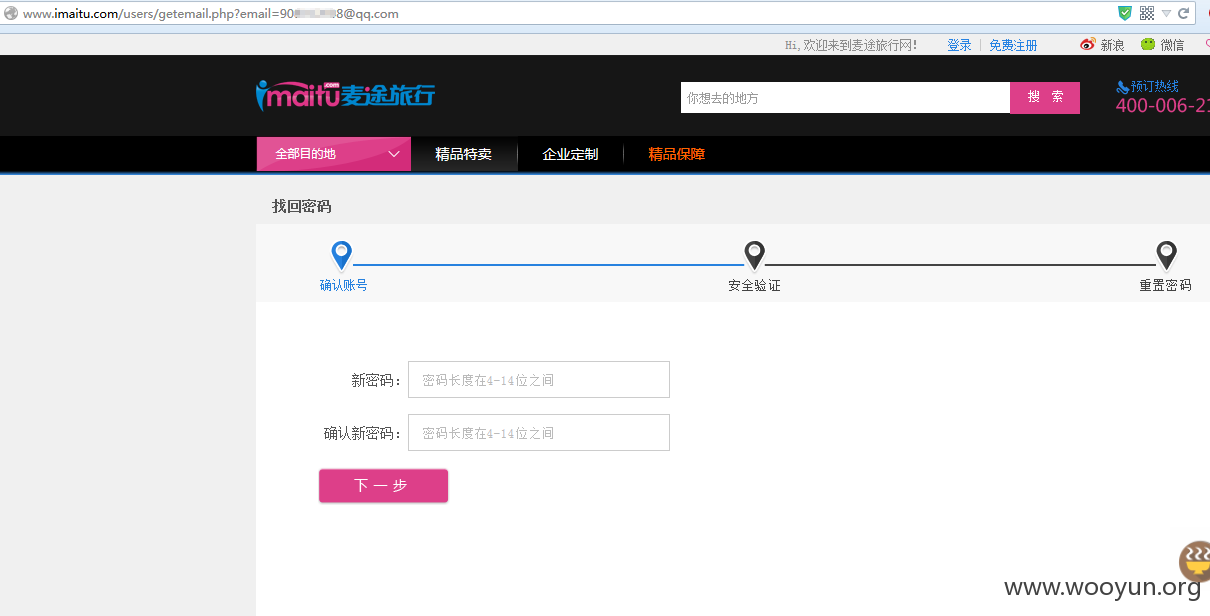 www.imaitu.com/users/getemail.php?email=90 8@qq.com
Hi,欢迎来到麦途旅行网! 登录 免费注册 新浪 微信
imaitu.com麦途旅行
你想去的地方 搜 索
预订热线
400-006-21
全部目的地 精品特卖 企业定制 精品保障
找回密码
确认账号 安全验证 重置密码
新密码: 密码长度在4-14位之间
确认新密码: 密码长度在4-14位之间
下一步
www.wooyun.org